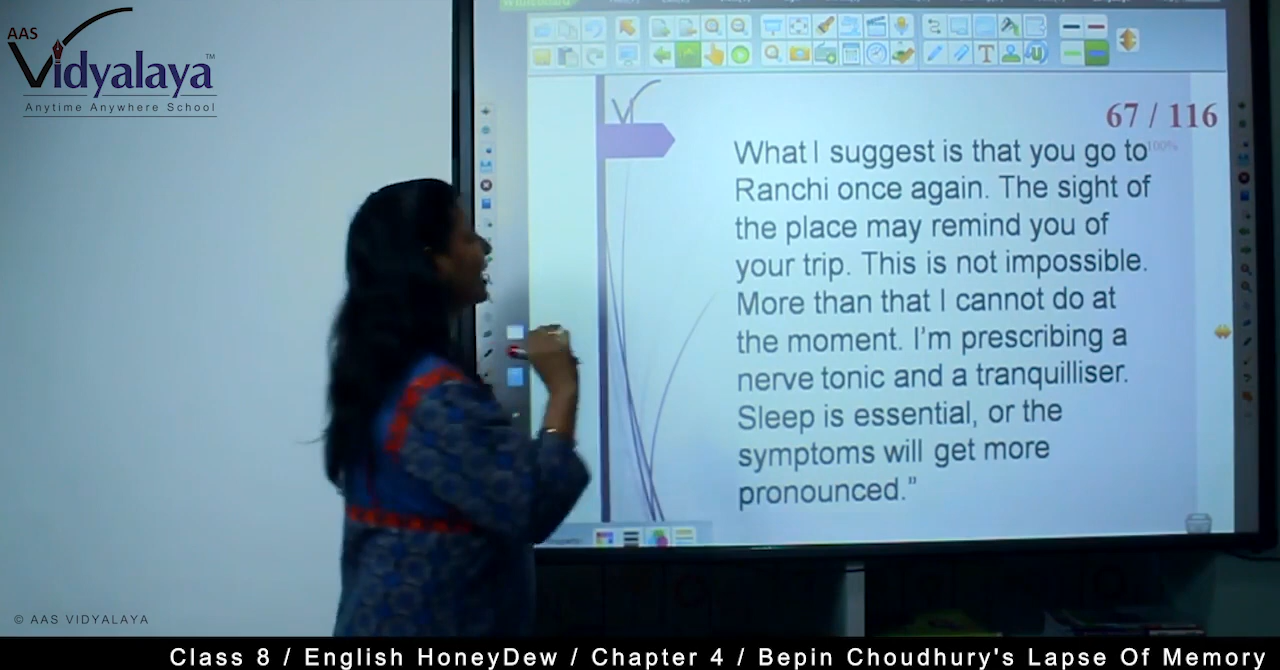 AAS
Vidyalaya™
Anytime Anywhere School
67 / 116
100%
What I suggest is that you go to
Ranchi once again. The sight of
the place may remind you of
your trip. This is not impossible.
More than that I cannot do at
the moment. I'm prescribing a
nerve tonic and a tranquilliser.
Sleep is essential, or the
symptoms will get more
pronounced."
© AAS VIDYALAYA
Class 8 / English HoneyDew / Chapter 4 / Bepin Choudhury's Lapse Of Memory